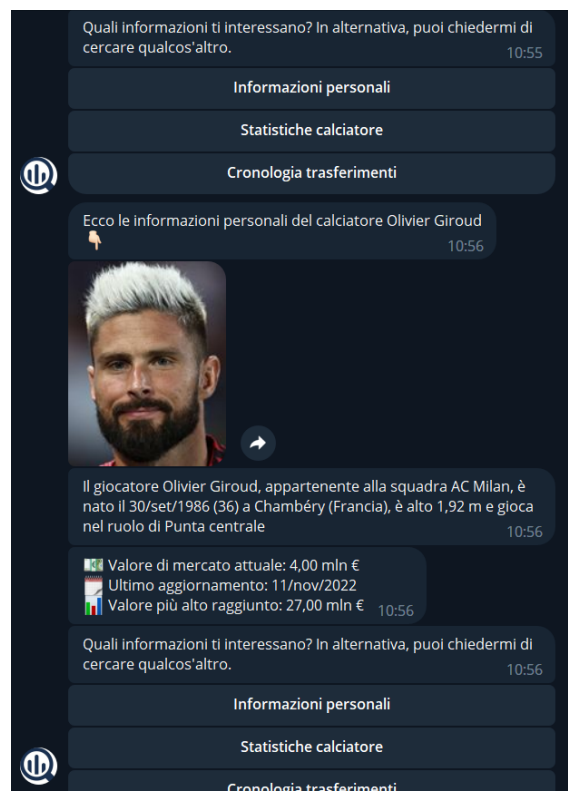 Quali informazioni ti interessano? In alternativa, puoi chiedermi di
cercare qualcos'altro.
10:55
Informazioni personali
Statistiche calciatore
Cronologia trasferimenti
Ecco le informazioni personali del calciatore Olivier Giroud
10:56
Il giocatore Olivier Giroud, appartenente alla squadra AC Milan, è
nato il 30/set/1986 (36) a Chambéry (Francia), è alto 1,92 m e gioca
nel ruolo di Punta centrale
10:56
Valore di mercato attuale: 4,00 mln €
Ultimo aggiornamento: 11/nov/2022
Valore più alto raggiunto: 27,00 mln €
10:56
Quali informazioni ti interessano? In alternativa, puoi chiedermi di
cercare qualcos'altro.
10:56
Informazioni personali
Statistiche calciatore
Cronologia trasferimenti